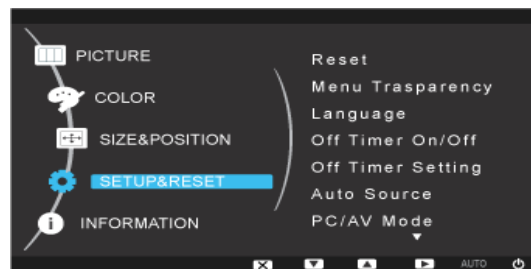 PICTURE
COLOR
SIZE&POSITION
SETUP&RESET
INFORMATION
Reset
Menu Trasparency
Language
Off Timer On/Off
Off Timer Setting
Auto Source
PC/AV Mode
AUTO